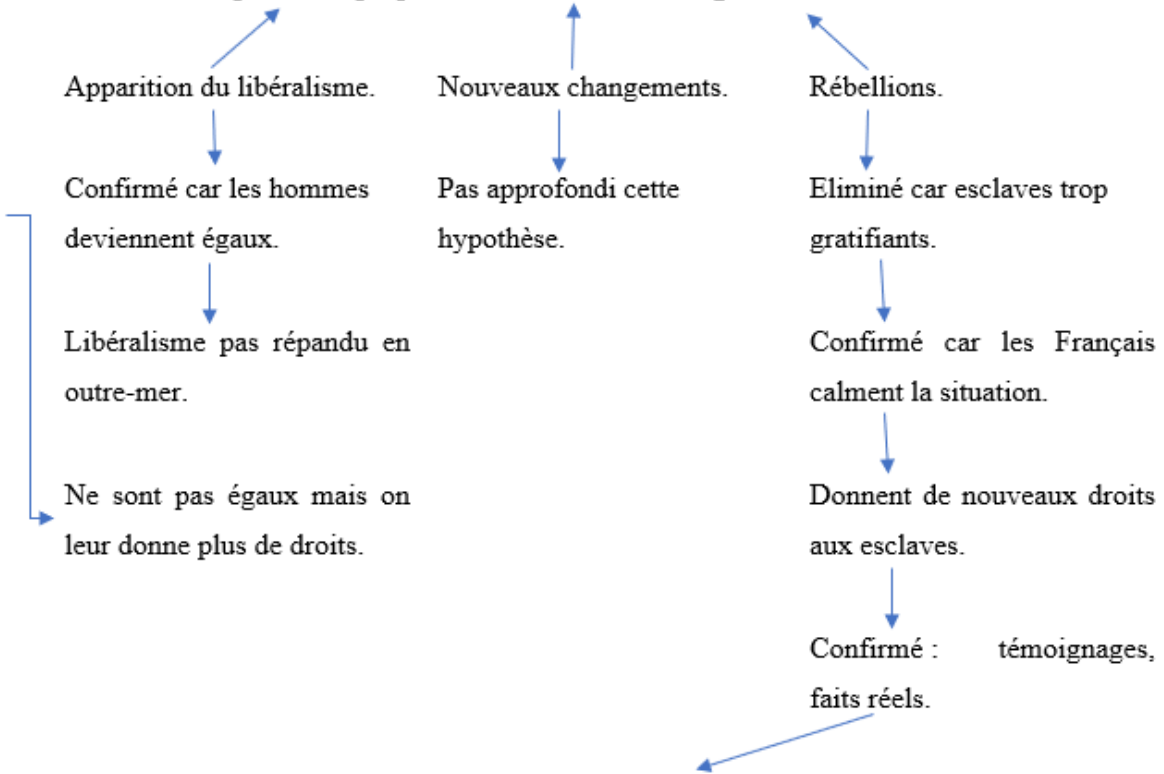 Apparition du libéralisme.
Nouveaux changements.
Rébellions.
Confirmé car les hommes
deviennent égaux.
Pas approfondi cette
hypothèse.
Eliminé car esclaves trop
gratifiants.
Libéralisme pas répandu en
outre-mer.
Confirmé car les Français
calment la situation.
Ne sont pas égaux mais on
leur donne plus de droits.
Donnent de nouveaux droits
aux esclaves.
Confirmé : témoignages,
faits réels.